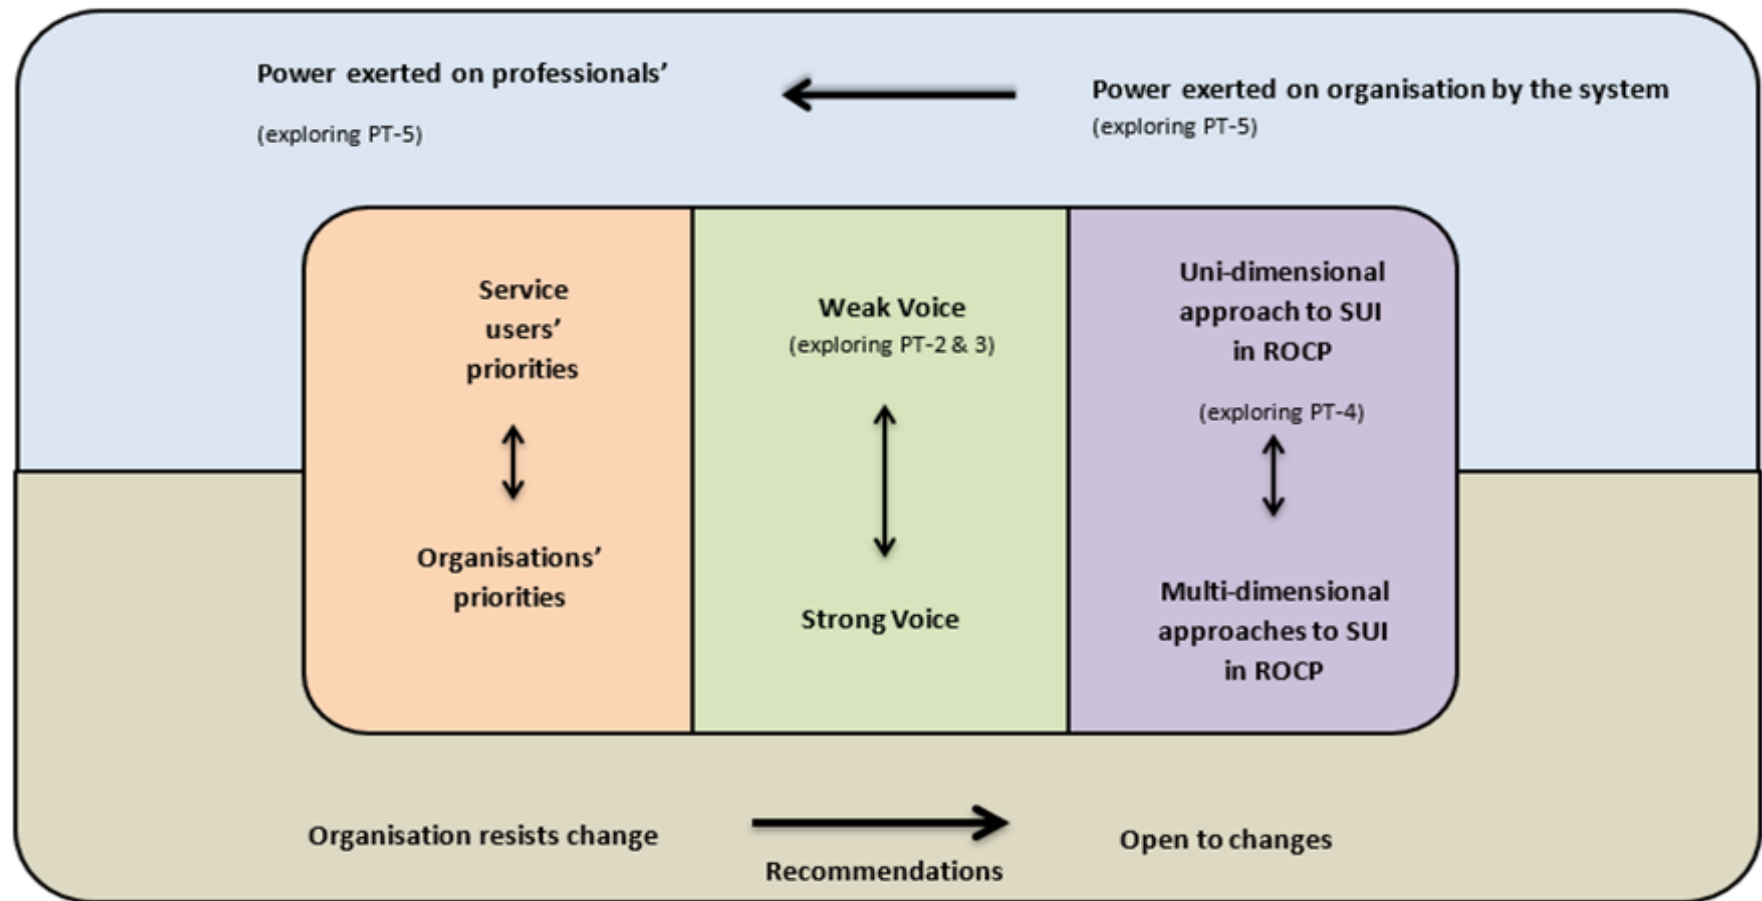 Power exerted on professionals’
(exploring PT-5)
Power exerted on organisation by the system
(exploring PT-5)
Service
users’
priorities
Organisations’
priorities
Weak Voice
(exploring PT-2 & 3)
Strong Voice
Uni-dimensional
approach to SUI
in ROCP
(exploring PT-4)
Multi-dimensional
approaches to SUI
in ROCP
Organisation resists change
Recommendations
Open to changes